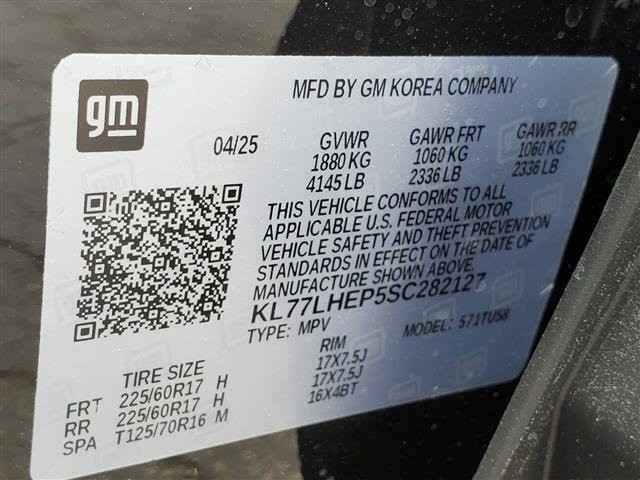 gm
MFD BY GM KOREA COMPANY
04/25 GVWR GAWR FRT GAWR RR
1880 KG 1060 KG 1060 KG
4145 LB 2336 LB 2336 LB
THIS VEHICLE CONFORMS TO ALL
APPLICABLE U.S. FEDERAL MOTOR
VEHICLE SAFETY AND THEFT PREVENTION
STANDARDS IN EFFECT ON THE DATE OF
MANUFACTURE SHOWN ABOVE.
KL77LHEP5SC282127
TYPE: MPV MODEL: 571TU58
TIRE SIZE RIM
FRT 225/60R17 H 17X7.5J
RR 225/60R17 H 17X7.5J
SPA T125/70R16 M 16X4BT